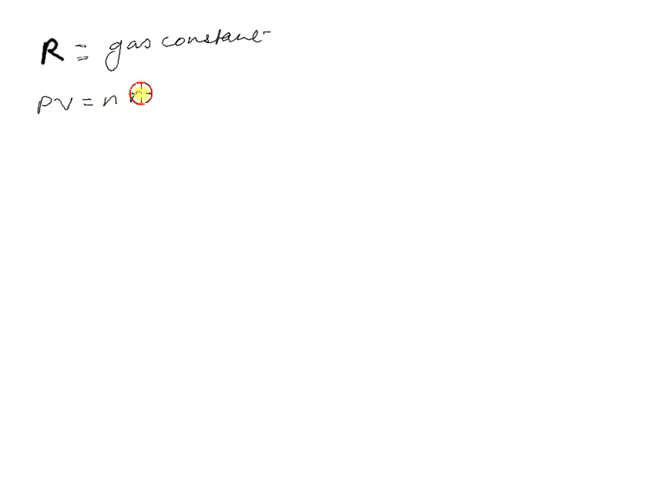 R = gas constant
PV = n